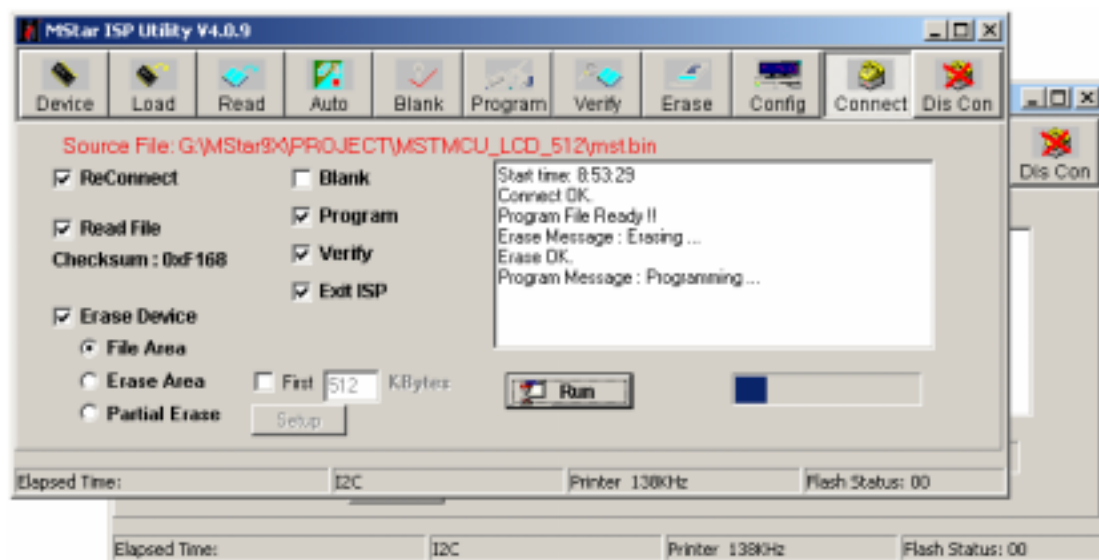 MStar ISP Utility V4.0.9
Device Load Read Auto Blank Program Verify Erase Config Connect Dis Con
Source File: G:\MStar9X\PROJECT\MSTMCU_LCD_512\mst.bin
ReConnect
Blank
Read File
Program
Checksum : 0xF168
Verify
Exit ISP
Erase Device
File Area
Erase Area
First 512 KBytes
Partial Erase
Setup
Start time: 8:53:29
Connect OK.
Program File Ready !!
Erase Message : Erasing ...
Erase OK.
Program Message : Programming ...
Run
Elapsed Time: I2C Printer 138KHz Flash Status: 00
Dis Con
Elapsed Time: I2C Printer 138KHz Flash Status: 00